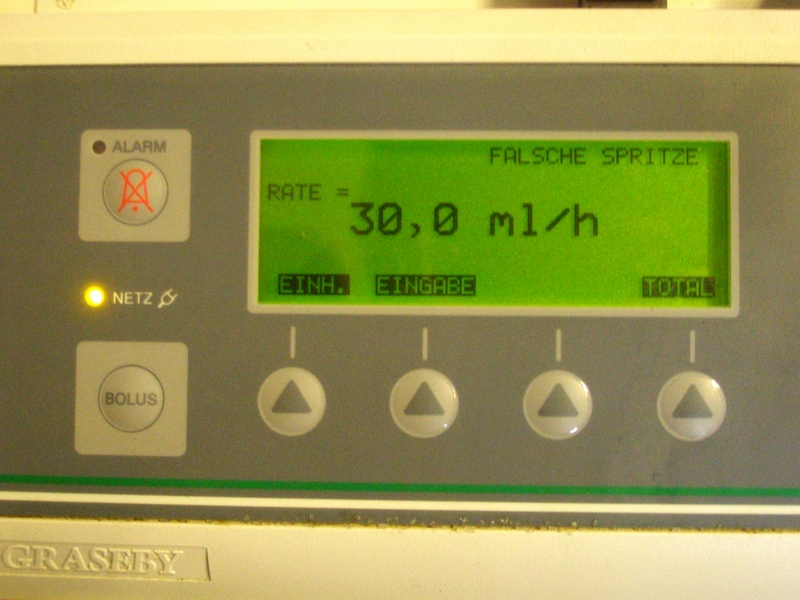 ALARM
FALSCHE SPRITZE
RATE =
30,0 ml/h
EINH. EINGABE TOTAL
NETZ
BOLUS
GRASEBY